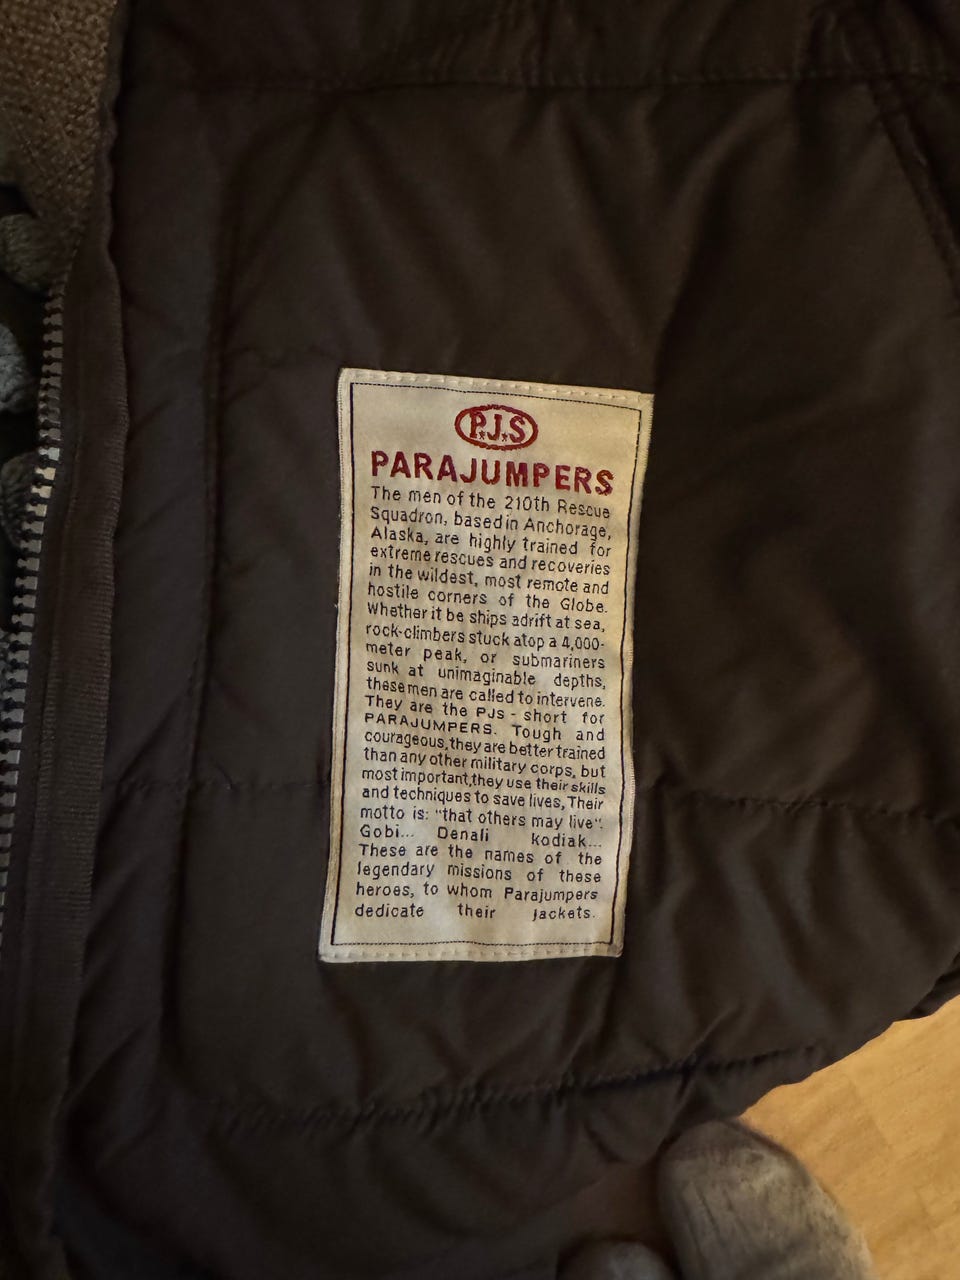 P.J.S
PARAJUMPERS
The men of the 210th Rescue
Squadron, based in Anchorage,
Alaska, are highly trained for
extreme rescues and recoveries
in the wildest, most remote and
hostile corners of the Globe.
Whether it be ships adrift at sea,
rock-climbers stuck atop a 4,000-
meter peak, or submariners
sunk at unimaginable depths,
these men are called to intervene.
They are the PJs - short for
PARAJUMPERS. Tough and
courageous, they are better trained
than any other military corps, but
most important, they use their skills
and techniques to save lives, Their
motto is: "that others may live".
Gobi... Denali kodiak...
These are the names of the
legendary missions of these
heroes, to whom Parajumpers
dedicate their jackets.